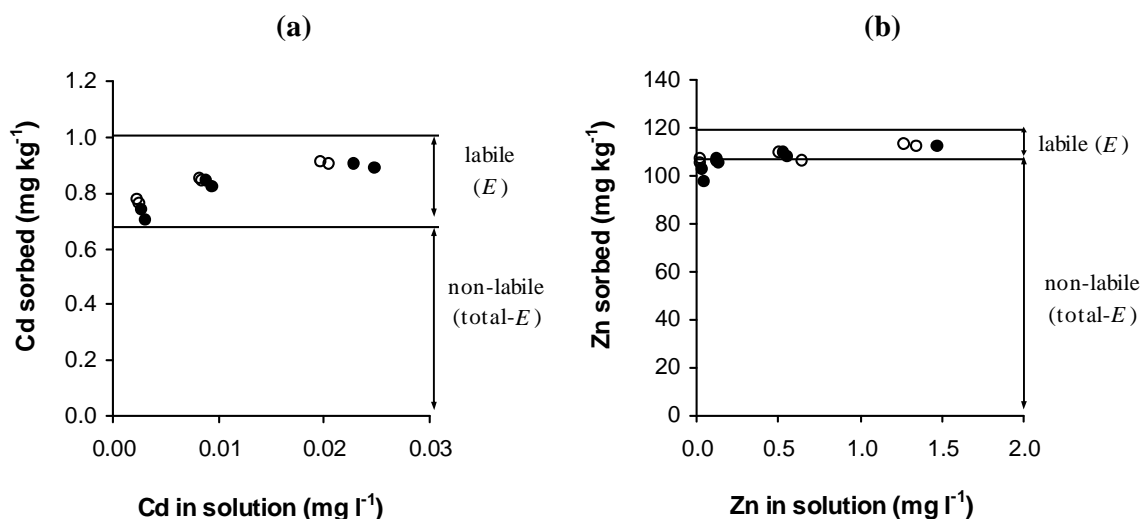 (a)
Cd sorbed (mg kg⁻¹)
1.2
1.0
0.8
0.6
0.4
0.2
0.0
labile
(E)
non-labile
(total-E)
0.00
0.01
0.02
0.03
Cd in solution (mg l⁻¹)
(b)
Zn sorbed (mg kg⁻¹)
140
120
100
80
60
40
20
0
labile (E)
non-labile
(total-E)
0.0
0.5
1.0
1.5
2.0
Zn in solution (mg l⁻¹)